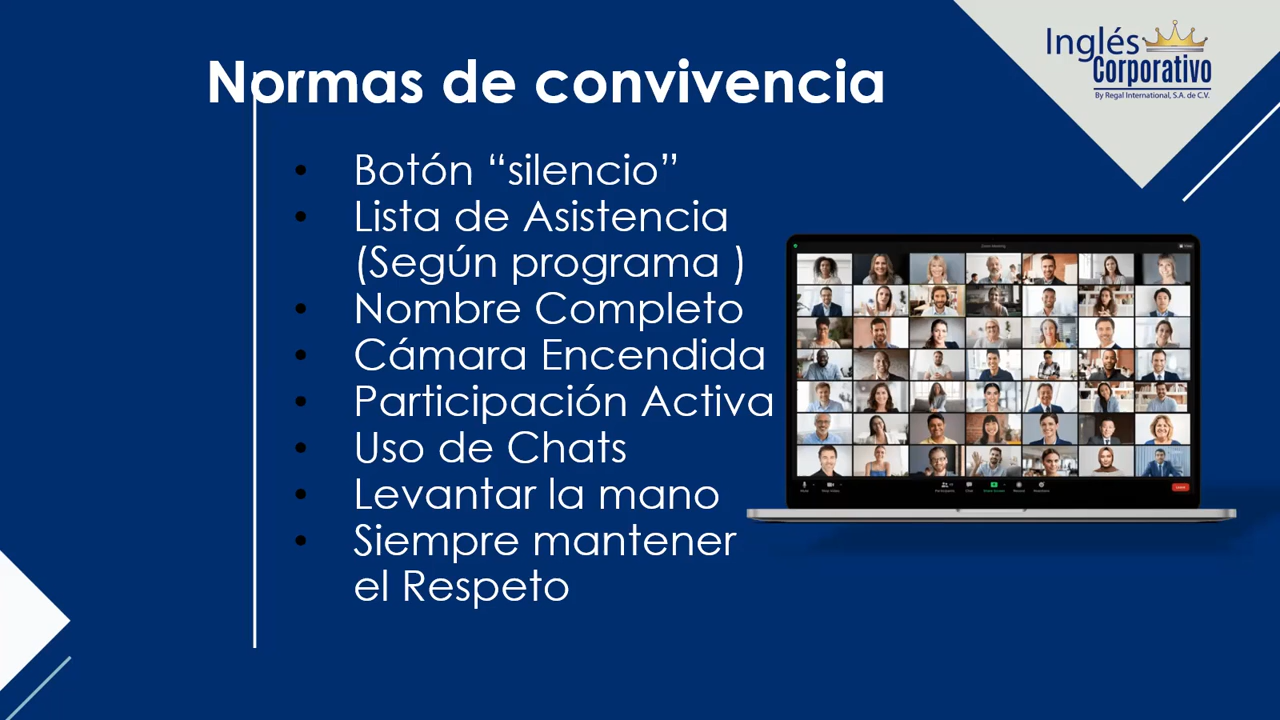 Inglés
Corporativo
By Regal International, S.A. de C.V.
Normas de convivencia
• Botón “silencio”
• Lista de Asistencia
(Según programa )
• Nombre Completo
• Cámara Encendida
• Participación Activa
• Uso de Chats
• Levantar la mano
• Siempre mantener
el Respeto